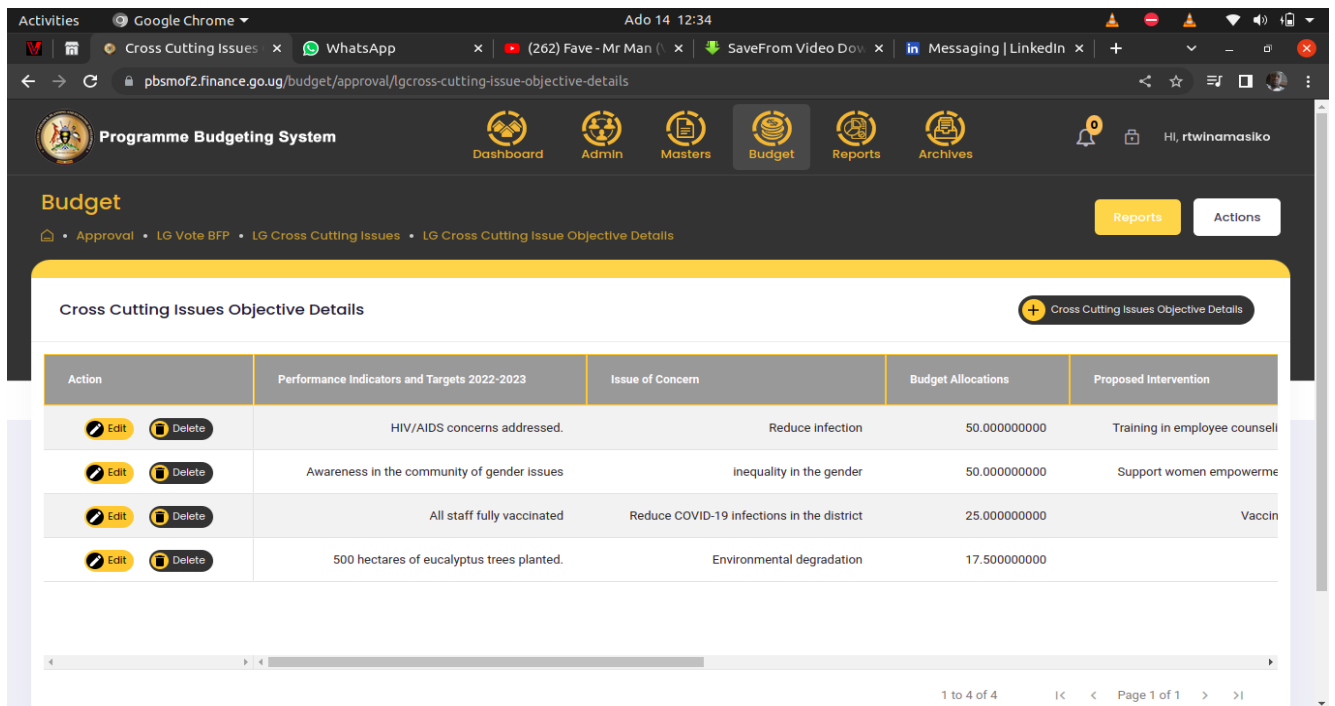 Activities Google Chrome Ado 14 12:34
Cross Cutting Issues WhatsApp (262) Fave - Mr Man ( SaveFrom Video Dow Messaging | LinkedIn
pbsmof2.finance.go.ug/budget/approval/lgcross-cutting-issue-objective-details
Programme Budgeting System Dashboard Admin Masters Budget Reports Archives 0 Hi, rtwinamasiko
Budget
Reports Actions
Approval • LG Vote BFP • LG Cross Cutting Issues • LG Cross Cutting Issue Objective Details
Cross Cutting Issues Objective Details Cross Cutting Issues Objective Details
Action Performance Indicators and Targets 2022-2023 Issue of Concern Budget Allocations Proposed Intervention
Edit Delete HIV/AIDS concerns addressed. Reduce infection 50.000000000 Training in employee counseli
Edit Delete Awareness in the community of gender issues inequality in the gender 50.000000000 Support women empowerme
Edit Delete All staff fully vaccinated Reduce COVID-19 infections in the district 25.000000000 Vaccin
Edit Delete 500 hectares of eucalyptus trees planted. Environmental degradation 17.500000000
1 to 4 of 4 Page 1 of 1